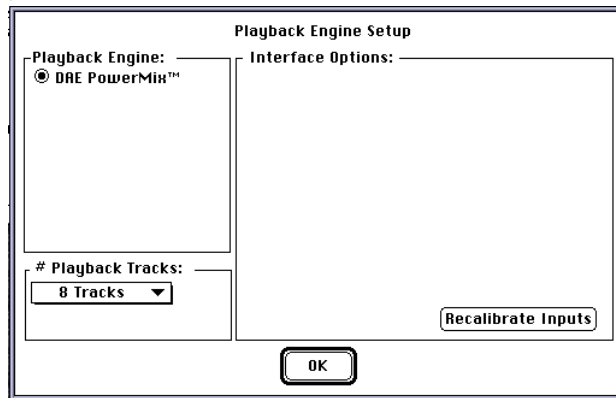 Playback Engine Setup
Playback Engine:
DAE PowerMix™
Interface Options:
# Playback Tracks:
8 Tracks
Recalibrate Inputs
OK